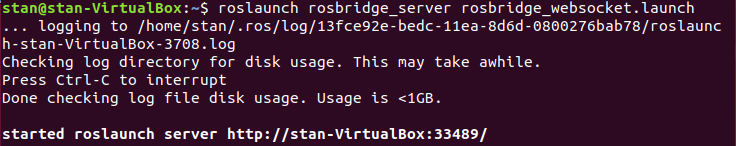 stan@stan-VirtualBox:~$ roslaunch rosbridge_server rosbridge_websocket.launch
... logging to /home/stan/.ros/log/13fce92e-bedc-11ea-8d6d-0800276bab78/roslaunc
h-stan-VirtualBox-3708.log
Checking log directory for disk usage. This may take awhile.
Press Ctrl-C to interrupt
Done checking log file disk usage. Usage is <1GB.
started roslaunch server http://stan-VirtualBox:33489/